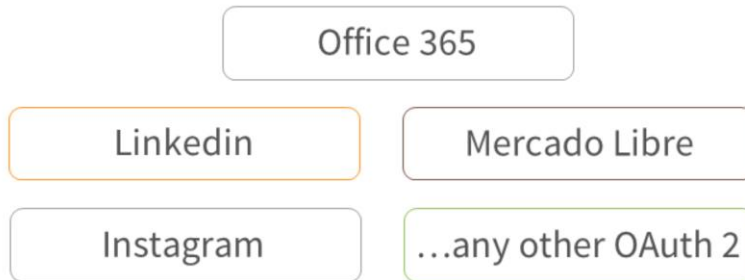 Office 365
Linkedin
Mercado Libre
Instagram
...any other OAuth 2